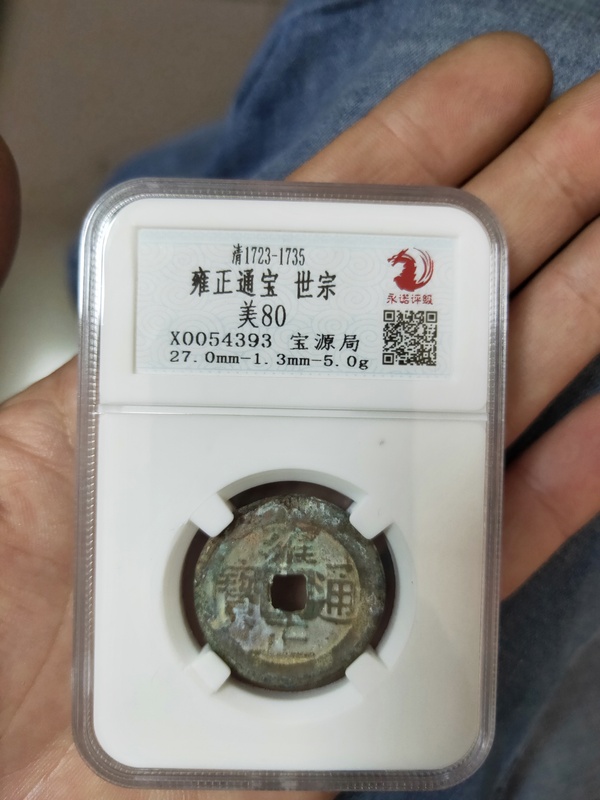 清1723-1735
雍正通宝 世宗
美80
X0054393 宝源局
27.0mm-1.3mm-5.0g
永诺评级
雍正通寶